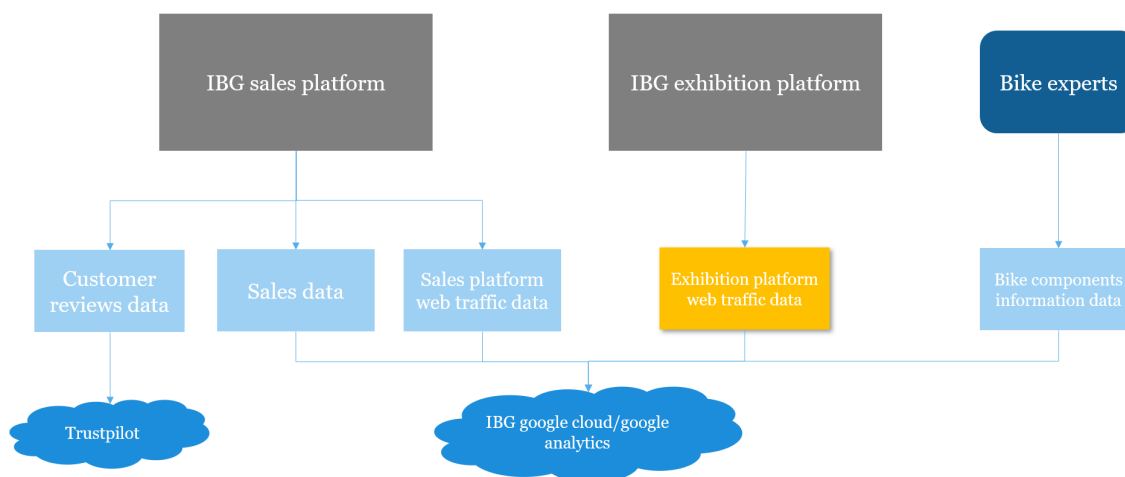 IBG sales platform
IBG exhibition platform
Bike experts
Customer
reviews data
Sales data
Sales platform
web traffic data
Exhibition platform
web traffic data
Bike components
information data
Trustpilot
IBG google cloud/google
analytics